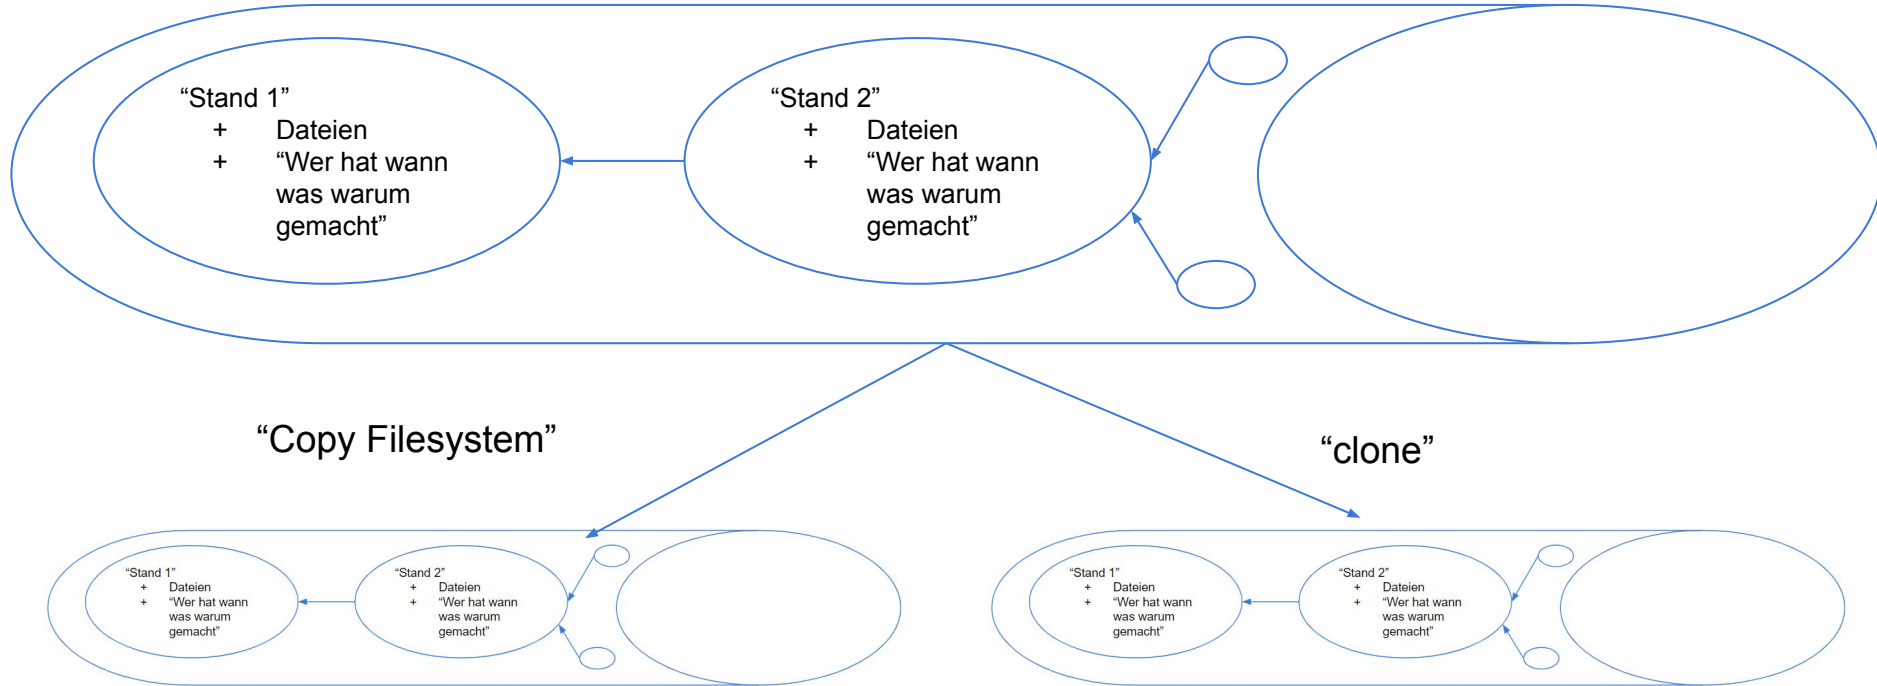 “Stand 1”
+ Dateien
+ “Wer hat wann
was warum
gemacht”
“Stand 2”
+ Dateien
+ “Wer hat wann
was warum
gemacht”
“Copy Filesystem”
“clone”
“Stand 1”
+ Dateien
+ “Wer hat wann
was warum
gemacht”
“Stand 2”
+ Dateien
+ “Wer hat wann
was warum
gemacht”
“Stand 1”
+ Dateien
+ “Wer hat wann
was warum
gemacht”
“Stand 2”
+ Dateien
+ “Wer hat wann
was warum
gemacht”